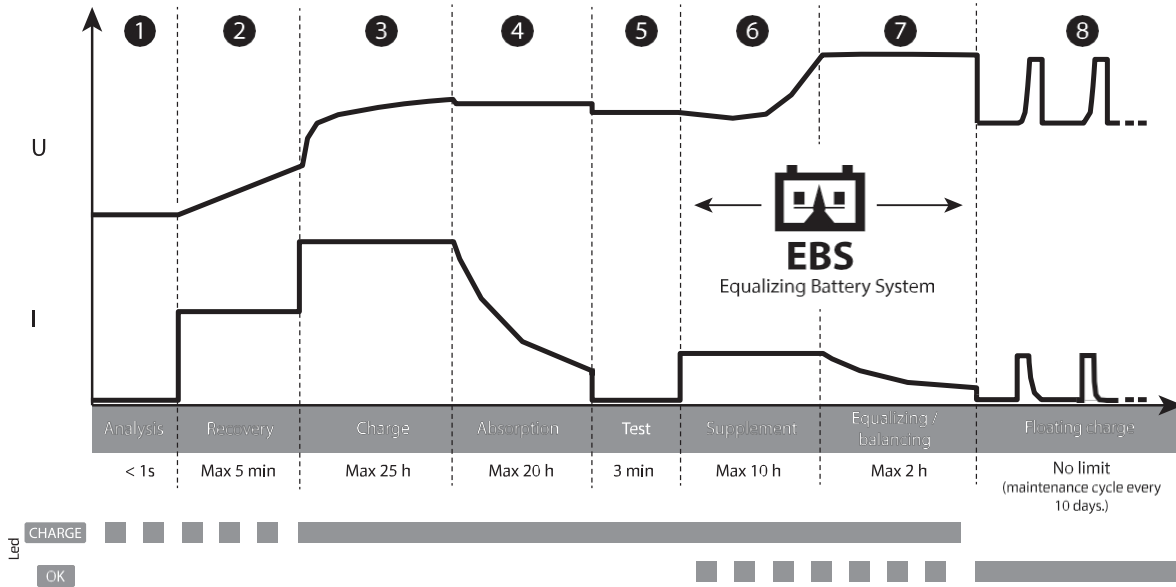 1
2
3
4
5
6
7
8
U
I
EBS
Equalizing Battery System
Analysis
Recovery
Charge
Absorption
Test
Supplement
Equalizing /
balancing
Floating charge
< 1s
Max 5 min
Max 25 h
Max 20 h
3 min
Max 10 h
Max 2 h
No limit
(maintenance cycle every
10 days.)
Led
CHARGE
OK